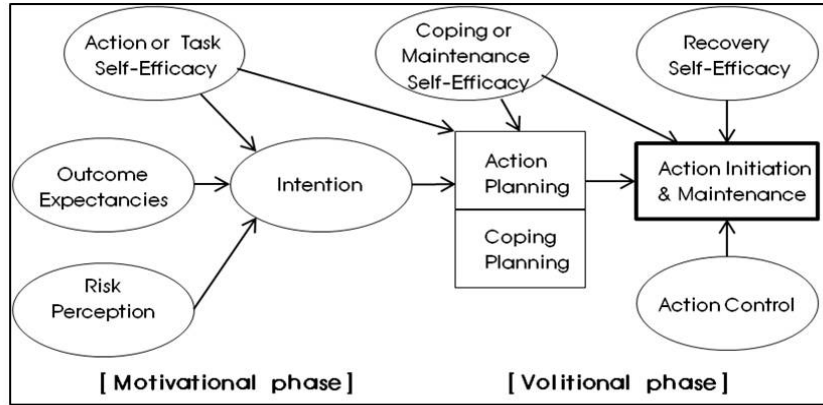 Action or Task
Self-Efficacy
Coping or
Maintenance
Self-Efficacy
Recovery
Self-Efficacy
Outcome
Expectancies
Intention
Action
Planning
Action Initiation
& Maintenance
Coping
Planning
Risk
Perception
Action Control
[ Motivational phase]
[Volitional phase]